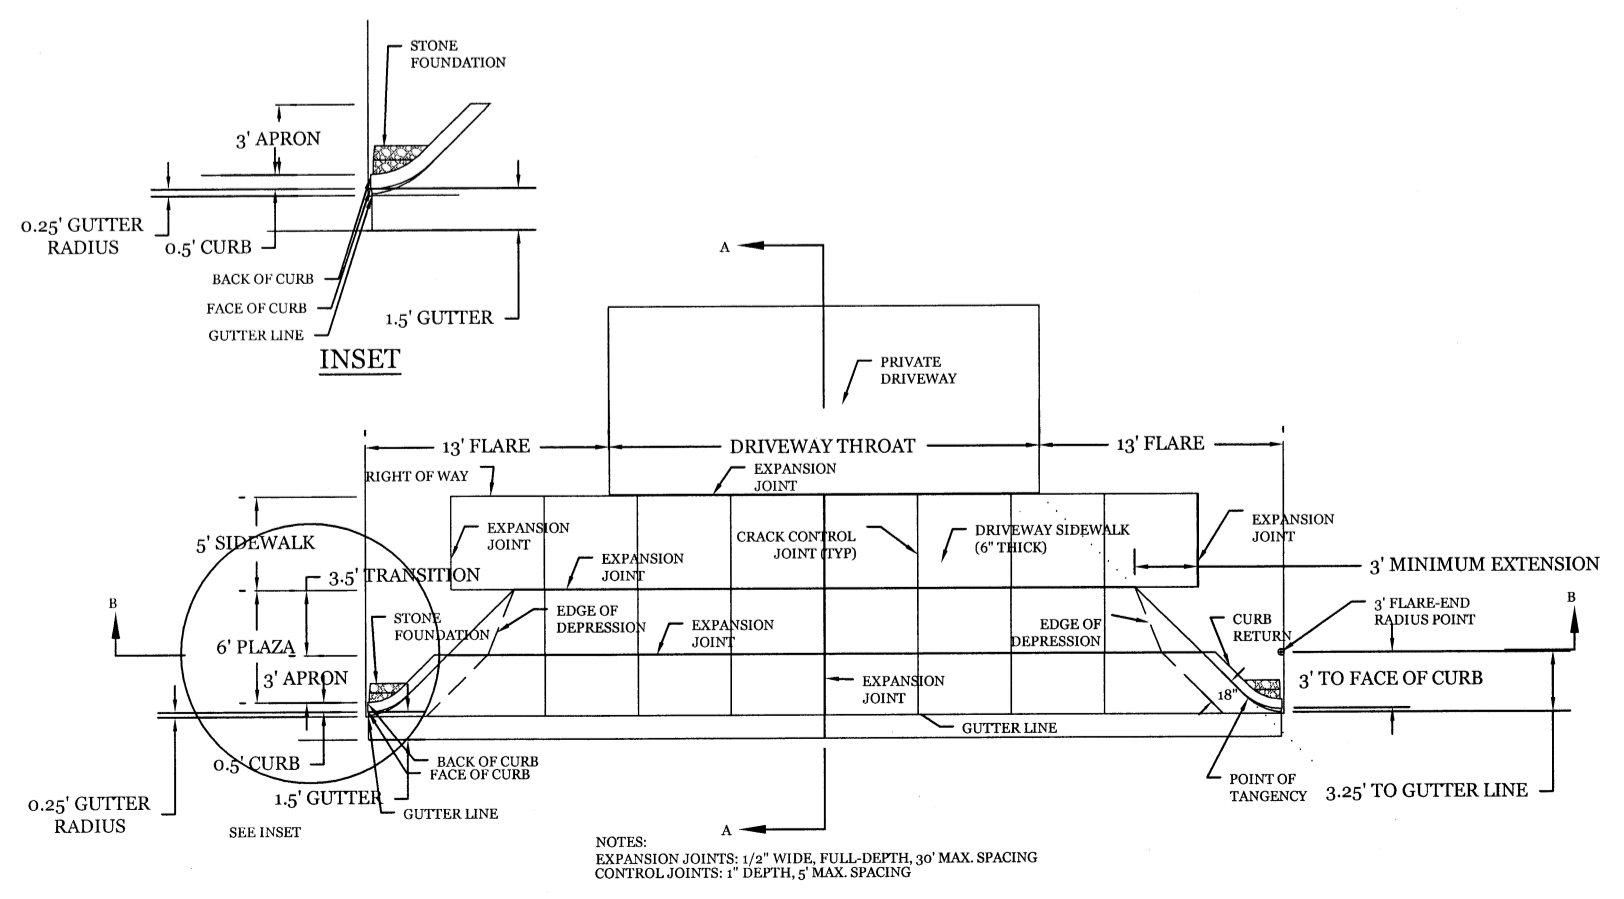 STONE
FOUNDATION
3' APRON
0.25' GUTTER
RADIUS
0.5' CURB
BACK OF CURB
FACE OF CURB
GUTTER LINE
1.5' GUTTER
INSET
A
PRIVATE
DRIVEWAY
13' FLARE
DRIVEWAY THROAT
13' FLARE
RIGHT OF WAY
EXPANSION
JOINT
5' SIDEWALK
EXPANSION
JOINT
CRACK CONTROL
JOINT (TYP)
DRIVEWAY SIDEWALK
(6" THICK)
EXPANSION
JOINT
EXPANSION
JOINT
3.5' TRANSITION
3' MINIMUM EXTENSION
B
STONE
FOUNDATION
EDGE OF
DEPRESSION
EXPANSION
JOINT
EDGE OF
DEPRESSION
CURB
RETURN
3' FLARE-END
RADIUS POINT
B
6' PLAZA
3' APRON
EXPANSION
JOINT
18"
3' TO FACE OF CURB
GUTTER LINE
0.5' CURB
BACK OF CURB
FACE OF CURB
1.5' GUTTER
GUTTER LINE
0.25' GUTTER
RADIUS
SEE INSET
POINT OF
TANGENCY
3.25' TO GUTTER LINE
A
NOTES:
EXPANSION JOINTS: 1/2" WIDE, FULL-DEPTH, 30' MAX. SPACING
CONTROL JOINTS: 1" DEPTH, 5' MAX. SPACING